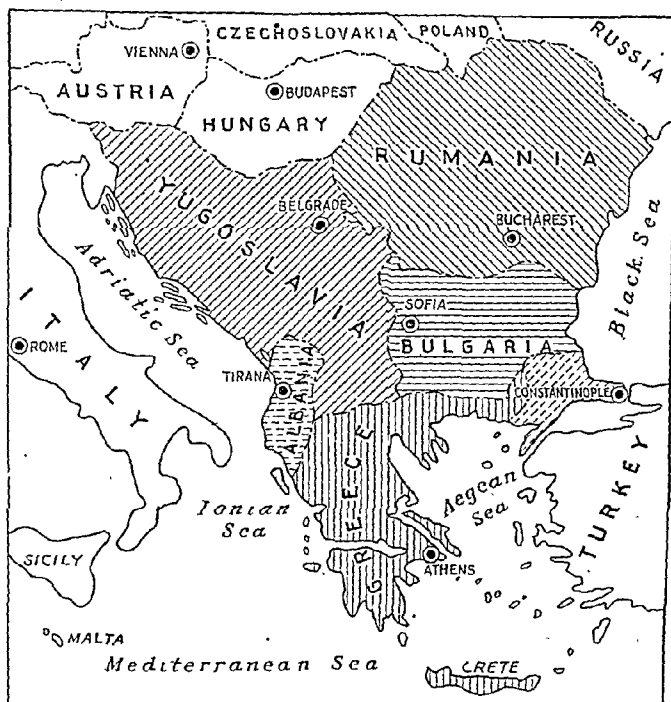 CZECHOSLOVAKIA
POLAND
RUSSIA
VIENNA
AUSTRIA
BUDAPEST
HUNGARY
RUMANIA
YUGOSLAVIA
BELGRADE
BUCHAREST
Adriatic Sea
Black Sea
SOFIA
BULGARIA
ITALY
ROME
TIRANA
ALBANIA
CONSTANTINOPLE
GREECE
Aegean
Sea
Ionian
Sea
TURKEY
SICILY
ATHENS
MALTA
Mediterranean Sea
CRETE